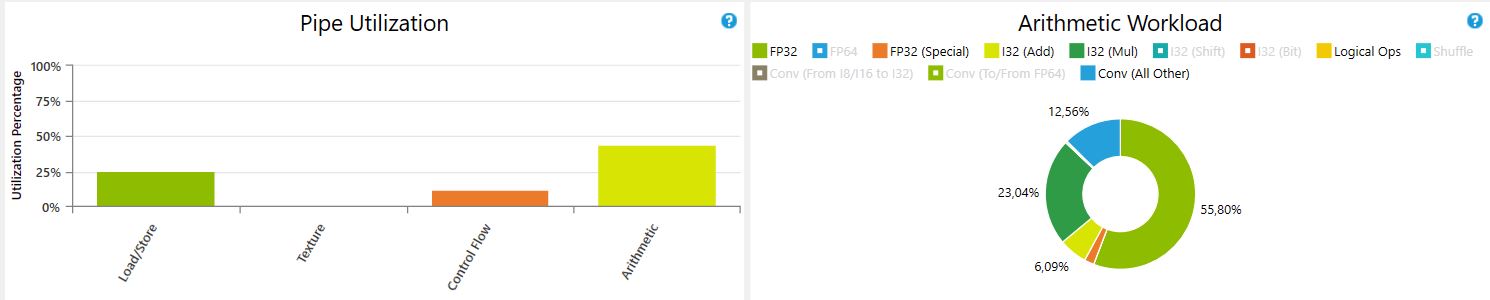 Pipe Utilization
?
Utilization Percentage
100%
75%
50%
25%
0%
Load/Store
Texture
Control Flow
Arithmetic
Arithmetic Workload
?
FP32 FP64 FP32 (Special) I32 (Add) I32 (Mul) I32 (Shift) I32 (Bit) Logical Ops Shuffle
Conv (From I8/I16 to I32) Conv (To/From FP64) Conv (All Other)
12,56%
23,04%
55,80%
6,09%